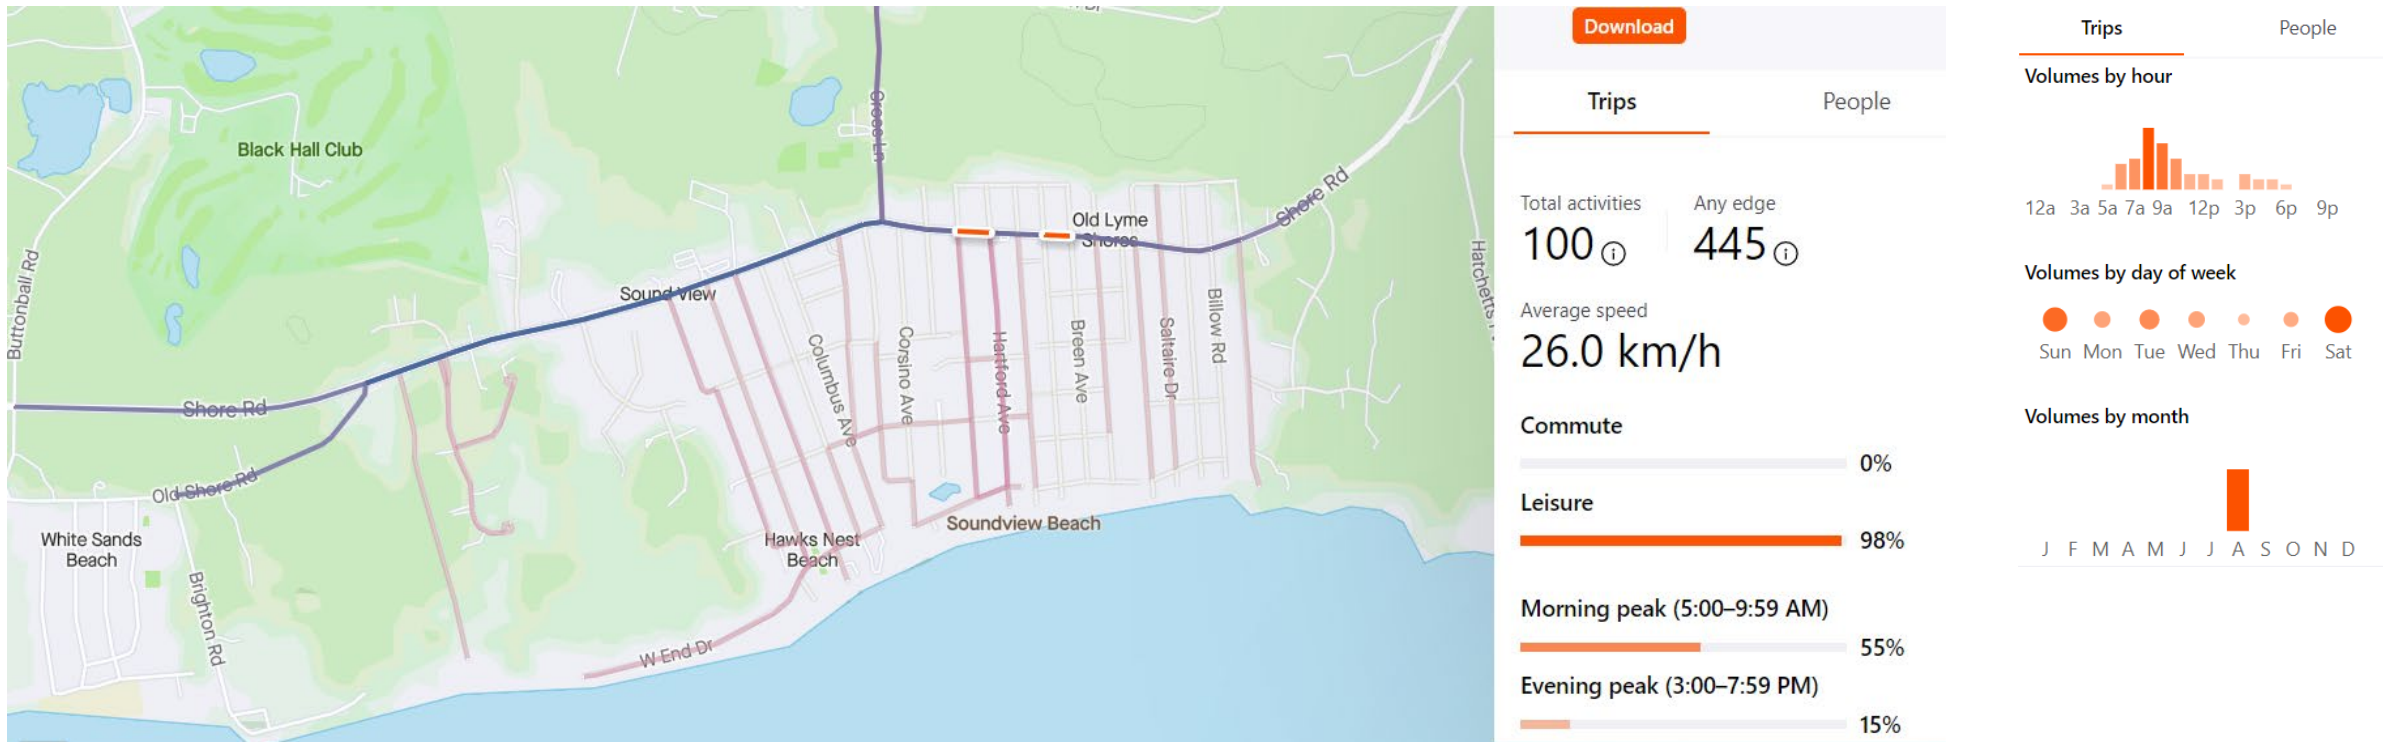 Black Hall Club
Cross Ln
Buttonball Rd
Shore Rd
Old Lyme
Shores
Sound View
Shore Rd
Old Shore Rd
Columbus Ave
Corsino Ave
Hartford Ave
Breen Ave
Saltaire Dr
Billow Rd
White Sands
Beach
Brighton Rd
Hawks Nest
Beach
Soundview Beach
W End Dr
Download
Trips People
Total activities Any edge
100 445
Average speed
26.0 km/h
Commute
0%
Leisure
98%
Morning peak (5:00–9:59 AM)
55%
Evening peak (3:00–7:59 PM)
15%
Trips People
Volumes by hour
12a 3a 5a 7a 9a 12p 3p 6p 9p
Volumes by day of week
Sun Mon Tue Wed Thu Fri Sat
Volumes by month
J F M A M J J A S O N D